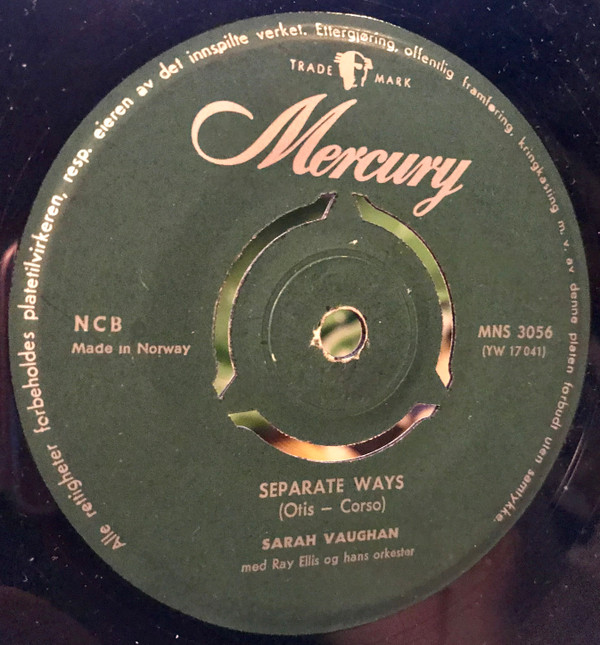 Alle rettigheter forbeholdes platetilvirkeren, resp. eieren av det innspilte verket. Ettergjøring, offentlig framføring, kringkasting m. v. av denne platen forbudt uten samtykke.
TRADE MARK
Mercury
NCB
Made in Norway
MNS 3056
(YW 17041)
SEPARATE WAYS
(Otis – Corso)
SARAH VAUGHAN
med Ray Ellis og hans orkester